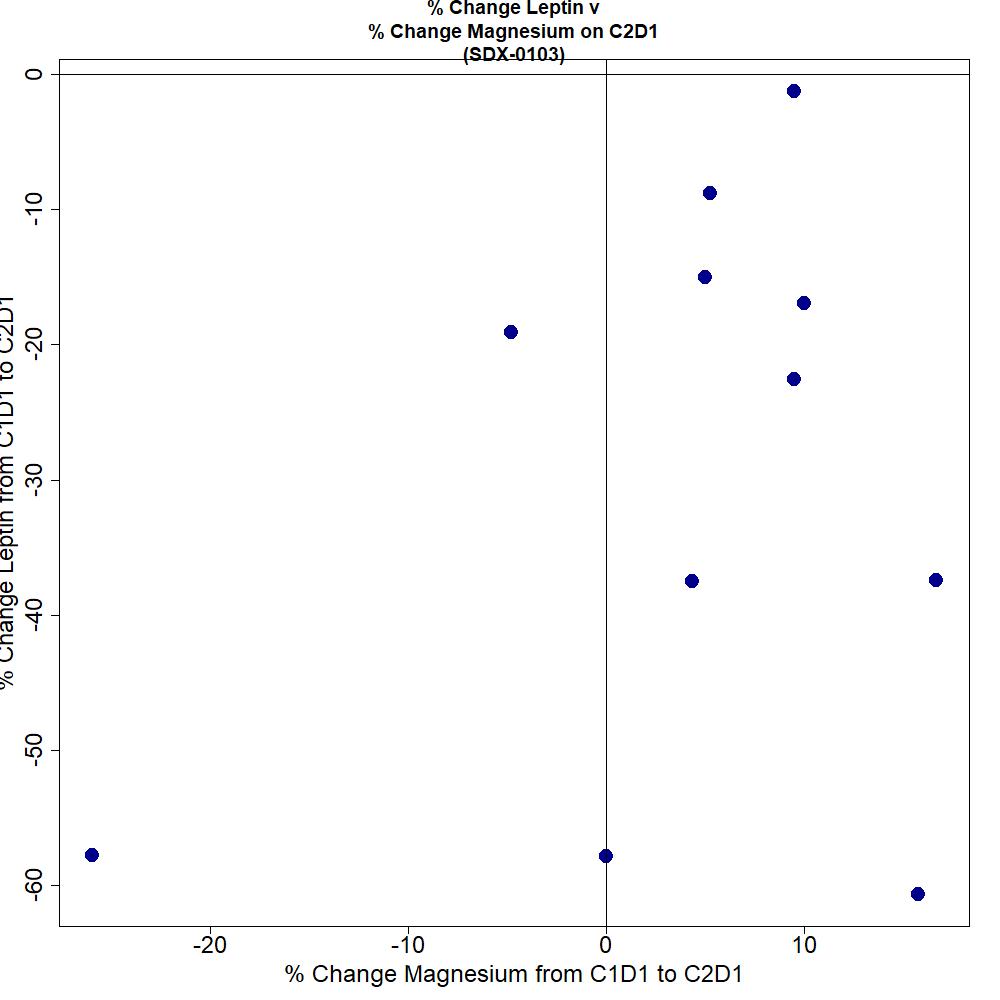 % Change Leptin v
% Change Magnesium on C2D1
(SDX-0103)
0
-10
-20
-30
-40
-50
-60
% Change Leptin from C1D1 to C2D1
-20
-10
0
10
% Change Magnesium from C1D1 to C2D1